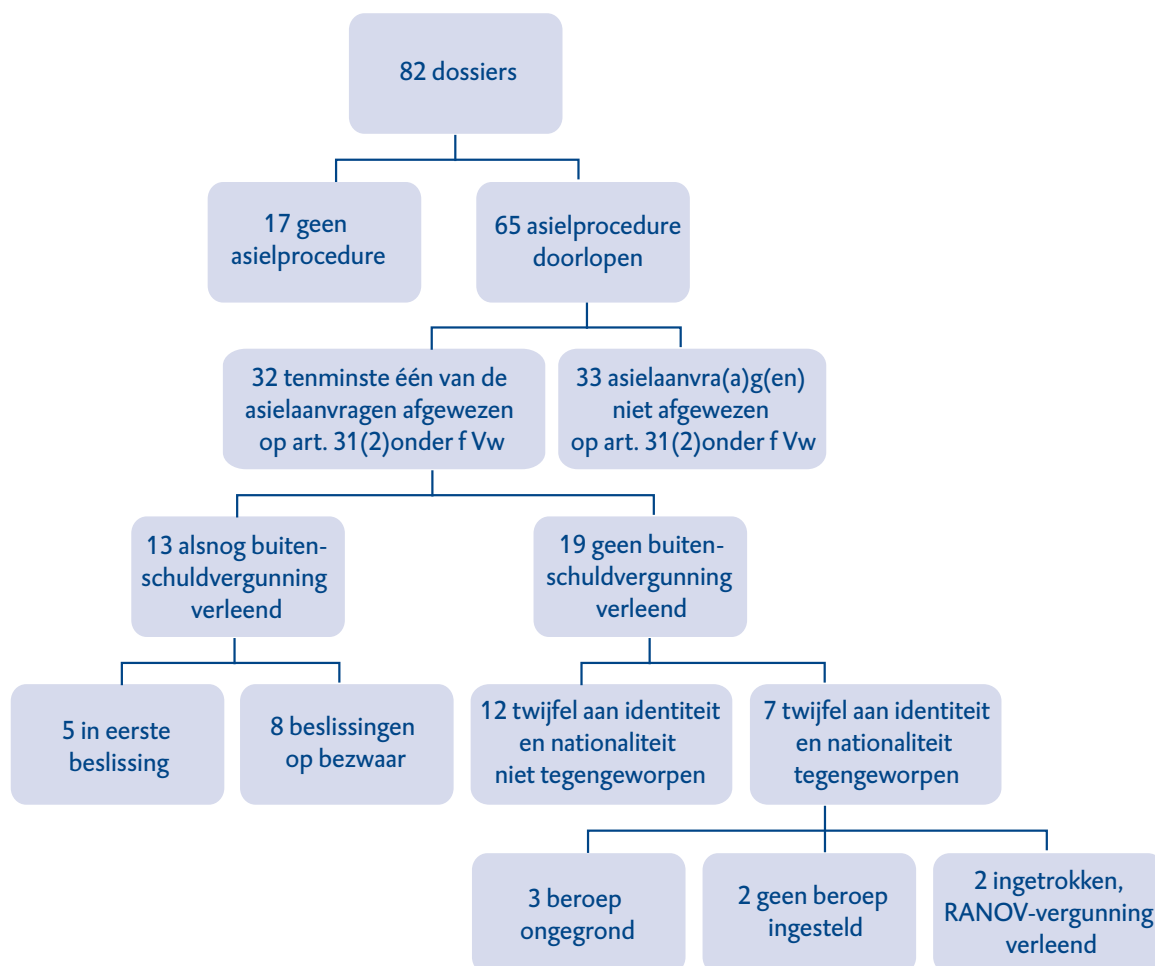 82 dossiers
17 geen
asielprocedure
65 asielprocedure
doorlopen
32 tenminste één van de
asielaanvragen afgewezen
op art. 31(2)onder f Vw
33 asielaanvra(a)g(en)
niet afgewezen
op art. 31(2)onder f Vw
13 alsnog buiten-
schuldvergunning
verleend
19 geen buiten-
schuldvergunning
verleend
5 in eerste
beslissing
8 beslissingen
op bezwaar
12 twijfel aan identiteit
en nationaliteit
niet tegengeworpen
7 twijfel aan identiteit
en nationaliteit
tegengeworpen
3 beroep
ongegrond
2 geen beroep
ingesteld
2 ingetrokken,
RANOV-vergunning
verleend